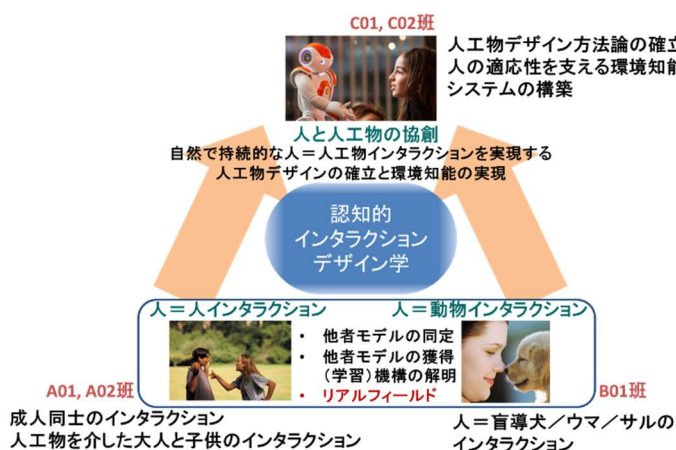 C01, C02班
人工物デザイン方法論の確立
人の適応性を支える環境知能
システムの構築
人と人工物の協創
自然で持続的な人＝人工物インタラクションを実現する
人工物デザインの確立と環境知能の実現
認知的
インタラクション
デザイン学
人＝人インタラクション
人＝動物インタラクション
• 他者モデルの同定
• 他者モデルの獲得
（学習）機構の解明
• リアルフィールド
A01, A02班
成人同士のインタラクション
人工物を介した大人と子供のインタラクション
B01班
人＝盲導犬／ウマ／サルの
インタラクション